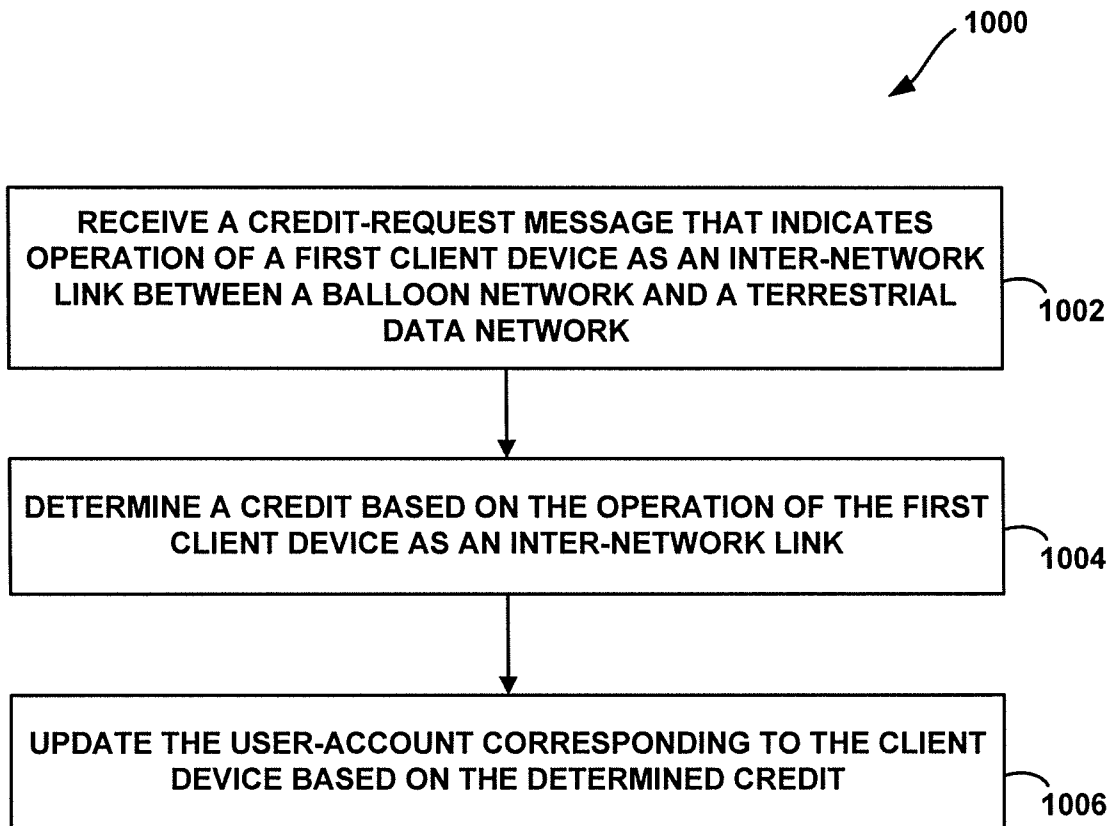 1000
RECEIVE A CREDIT-REQUEST MESSAGE THAT INDICATES
OPERATION OF A FIRST CLIENT DEVICE AS AN INTER-NETWORK
LINK BETWEEN A BALLOON NETWORK AND A TERRESTRIAL
DATA NETWORK
1002
DETERMINE A CREDIT BASED ON THE OPERATION OF THE FIRST
CLIENT DEVICE AS AN INTER-NETWORK LINK
1004
UPDATE THE USER-ACCOUNT CORRESPONDING TO THE CLIENT
DEVICE BASED ON THE DETERMINED CREDIT
1006